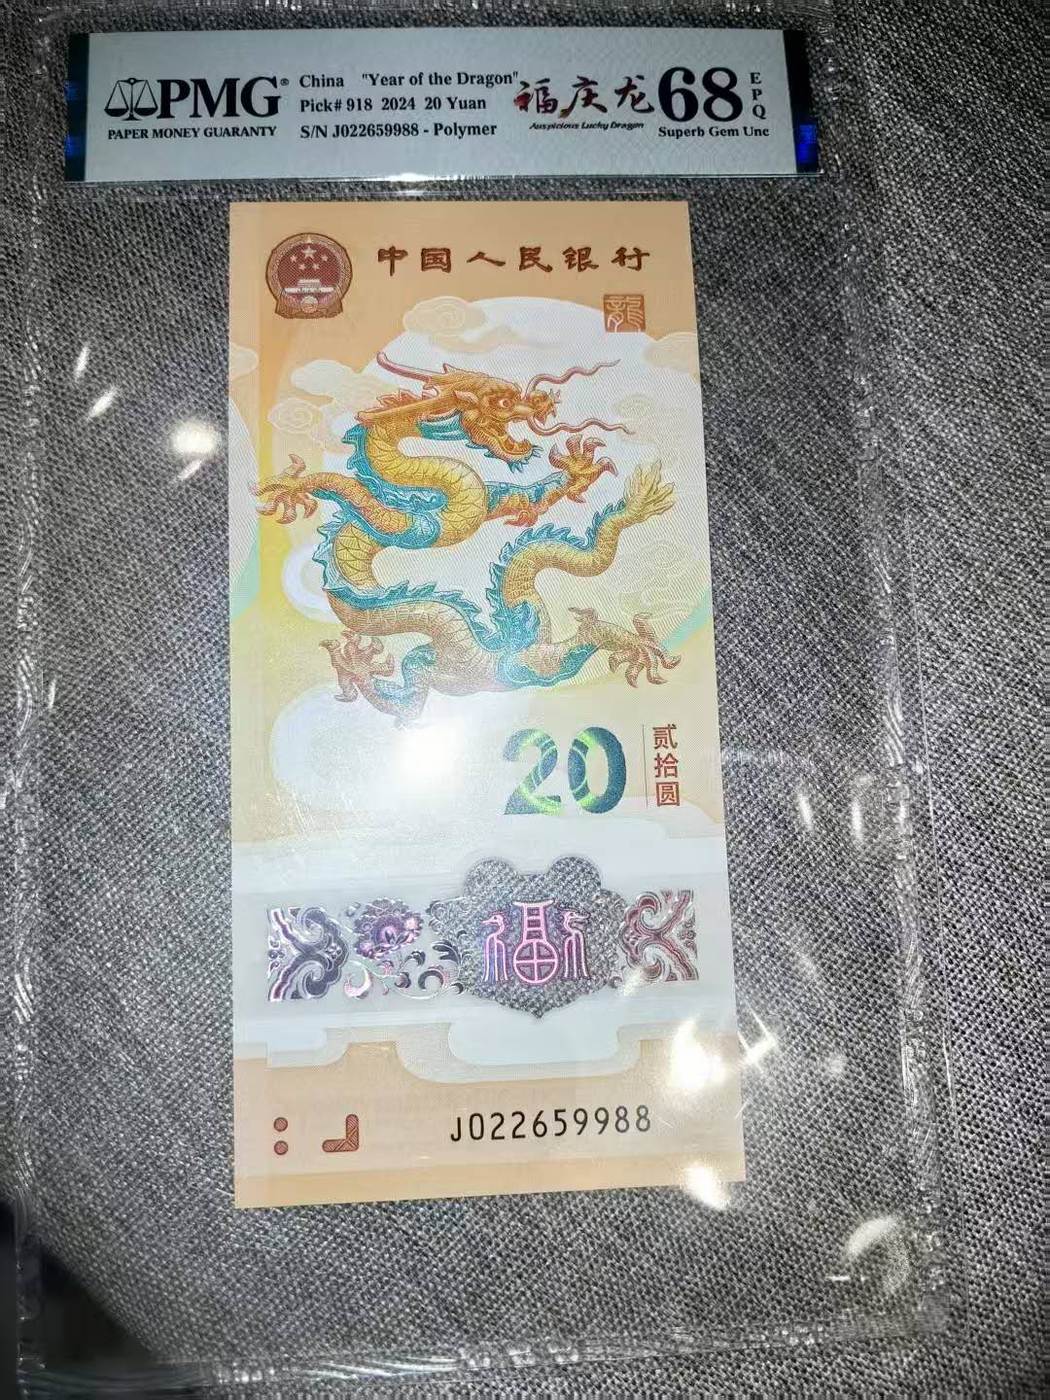 PMG®
PAPER MONEY GUARANTY
China "Year of the Dragon"
Pick# 918 2024 20 Yuan
S/N J022659988 - Polymer
福庆龙
Auspicious Lucky Dragon
68
EPQ
Superb Gem Unc
中国人民银行
龍
20
贰拾圆
福
J022659988